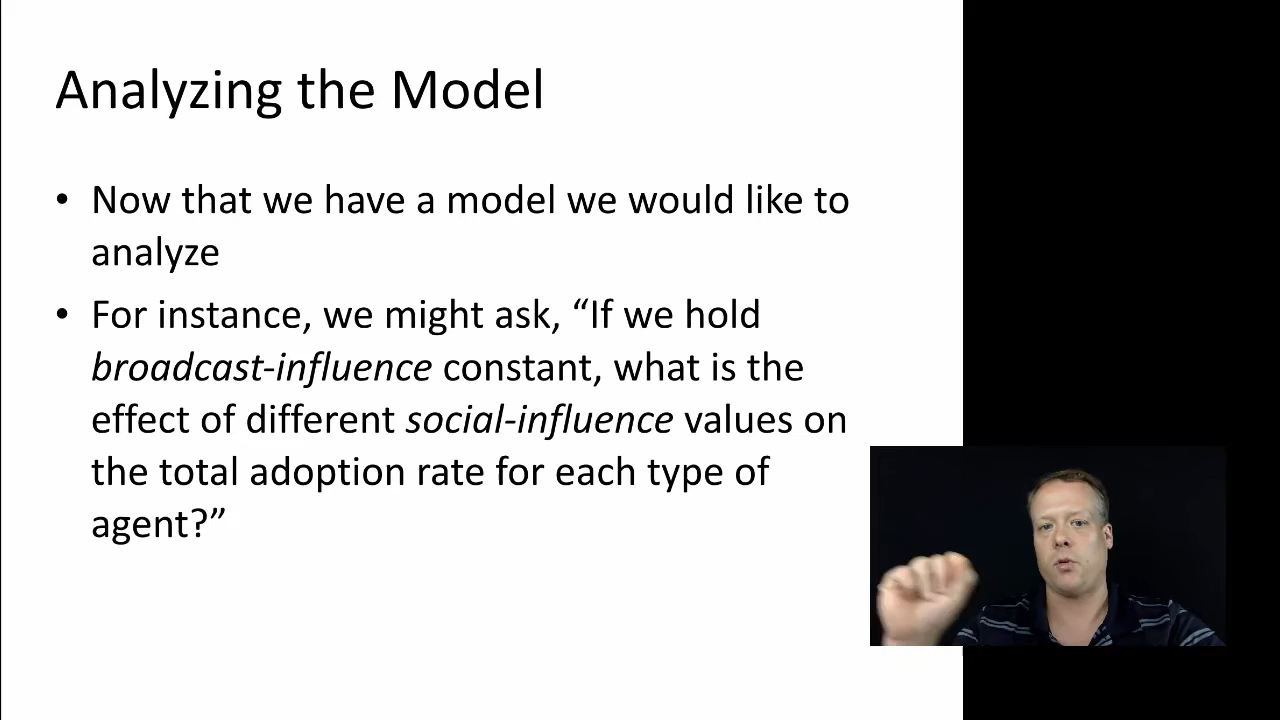 Analyzing the Model
• Now that we have a model we would like to
analyze
• For instance, we might ask, “If we hold
broadcast-influence constant, what is the
effect of different social-influence values on
the total adoption rate for each type of
agent?”